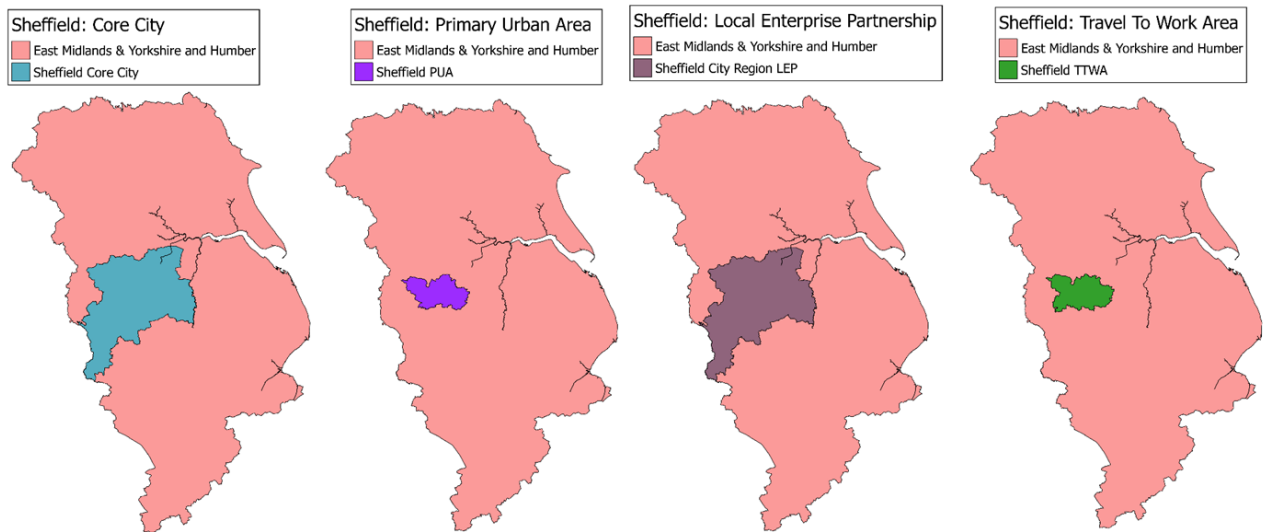 Sheffield: Core City
East Midlands & Yorkshire and Humber
Sheffield Core City
Sheffield: Primary Urban Area
East Midlands & Yorkshire and Humber
Sheffield PUA
Sheffield: Local Enterprise Partnership
East Midlands & Yorkshire and Humber
Sheffield City Region LEP
Sheffield: Travel To Work Area
East Midlands & Yorkshire and Humber
Sheffield TTWA